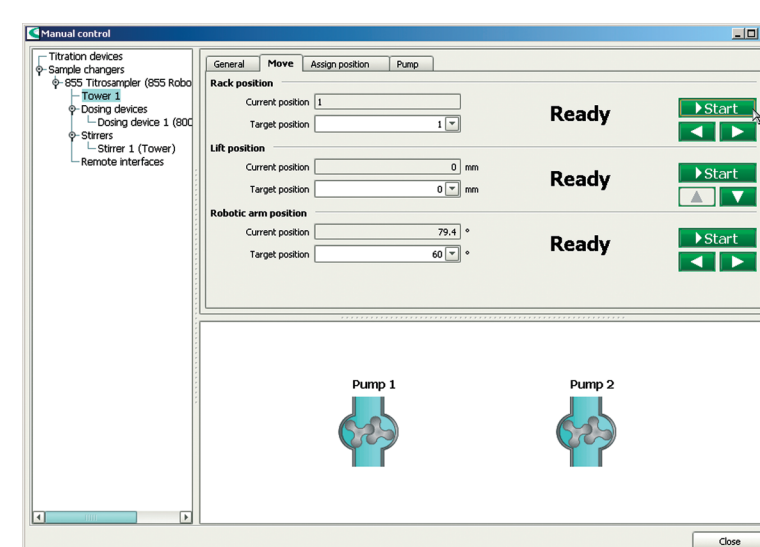 Manual control
Titration devices
Sample changers
855 Titrosampler (855 Robo
Tower 1
Dosing devices
Dosing device 1 (800
Stirrers
Stirrer 1 (Tower)
Remote interfaces
General Move Assign position Pump
Rack position
Current position 1
Target position 1
Ready
Start
Lift position
Current position 0 mm
Target position 0 mm
Ready
Start
Robotic arm position
Current position 79.4 °
Target position 60 °
Ready
Start
Pump 1
Pump 2
Close